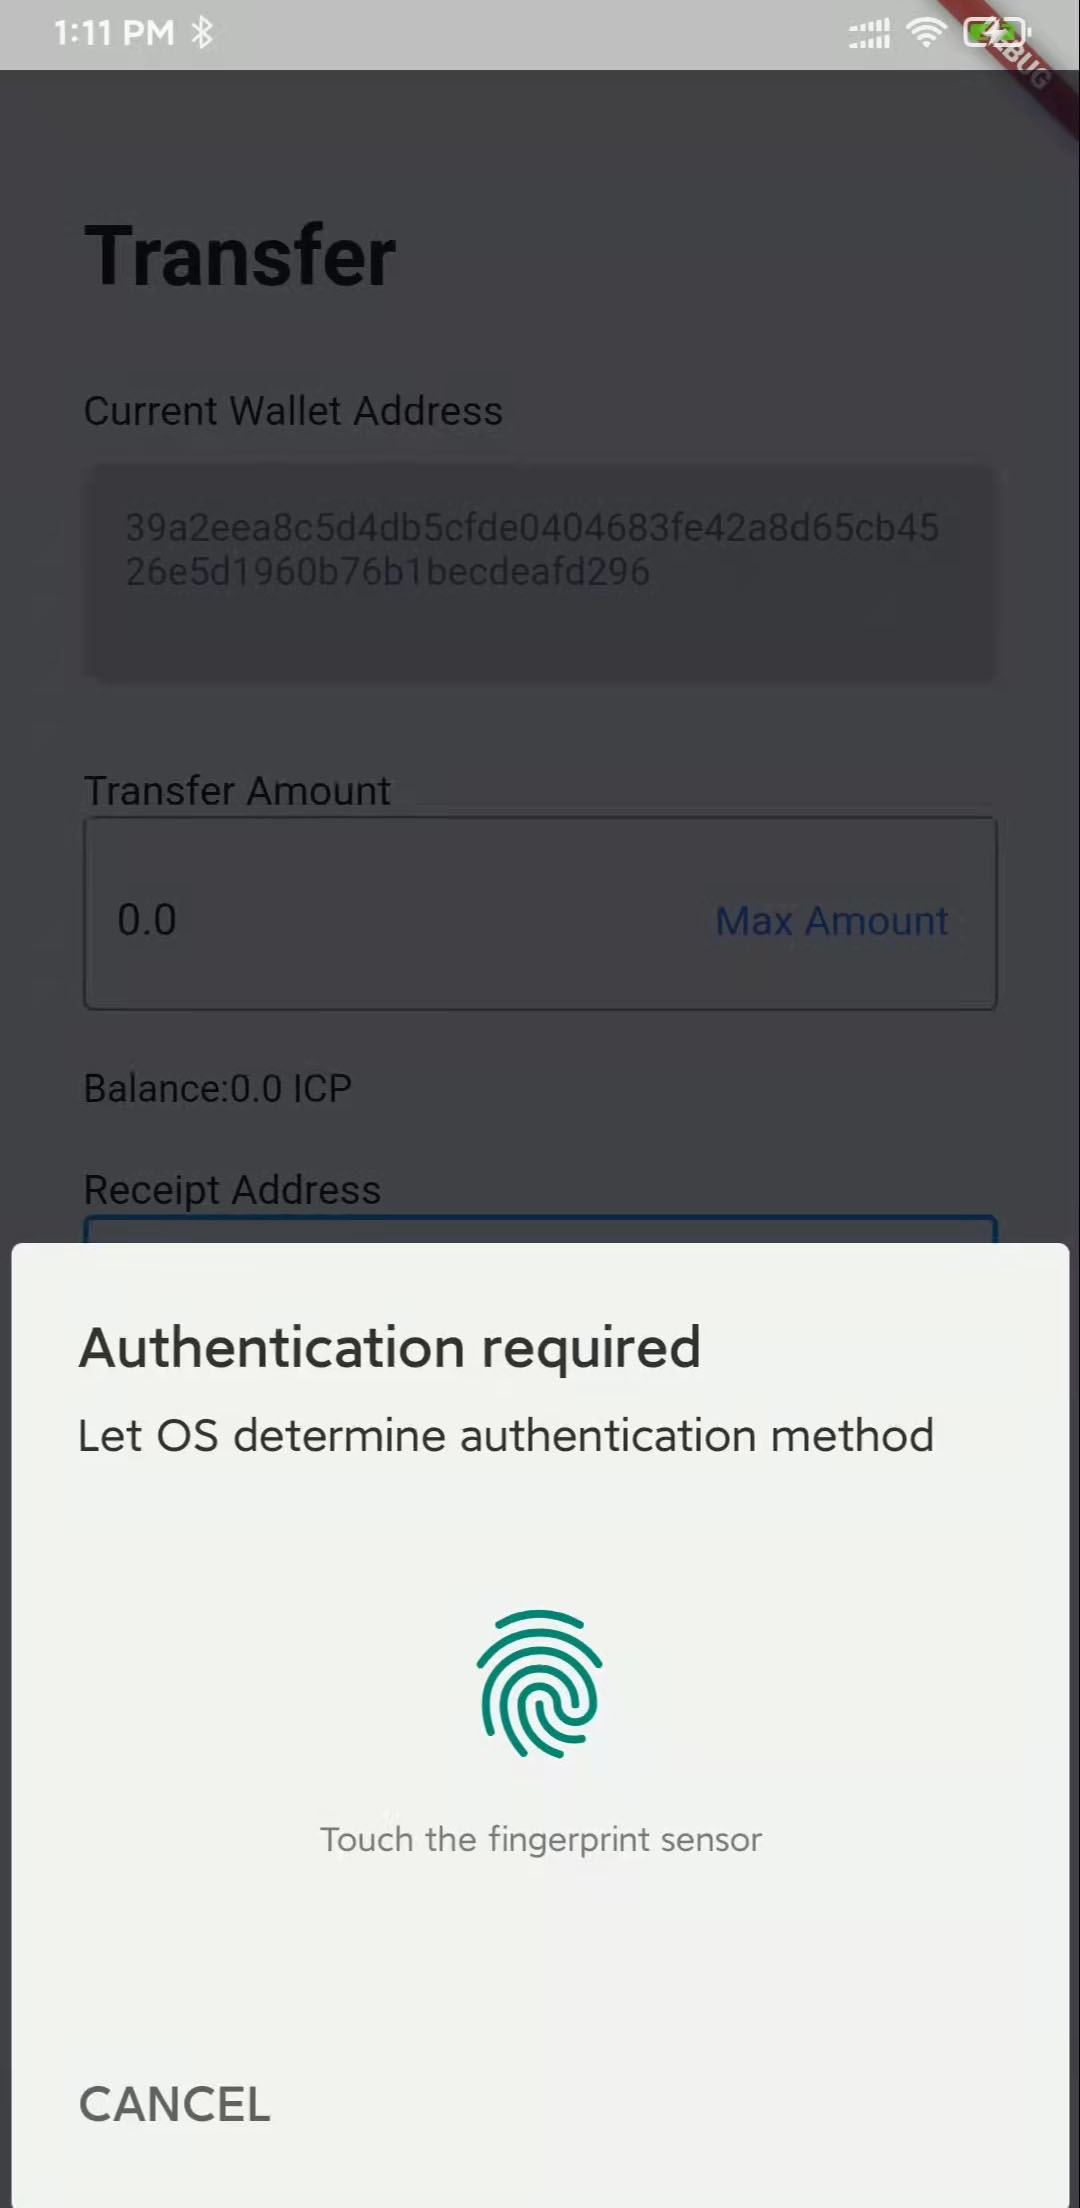 1:11 PM
BUG
Transfer
Current Wallet Address
39a2eea8c5d4db5cfde0404683fe42a8d65cb45
26e5d1960b76b1becdeafd296
Transfer Amount
0.0 Max Amount
Balance:0.0 ICP
Receipt Address
Authentication required
Let OS determine authentication method
Touch the fingerprint sensor
CANCEL